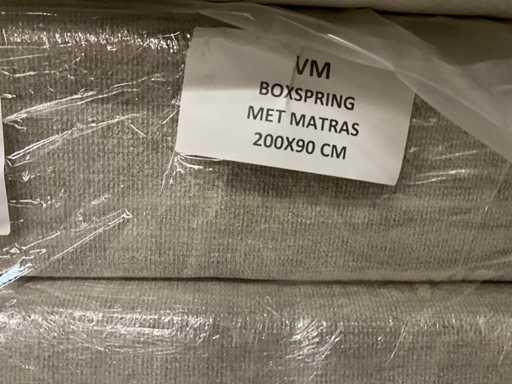 VM
BOXSPRING
MET MATRAS
200X90 CM